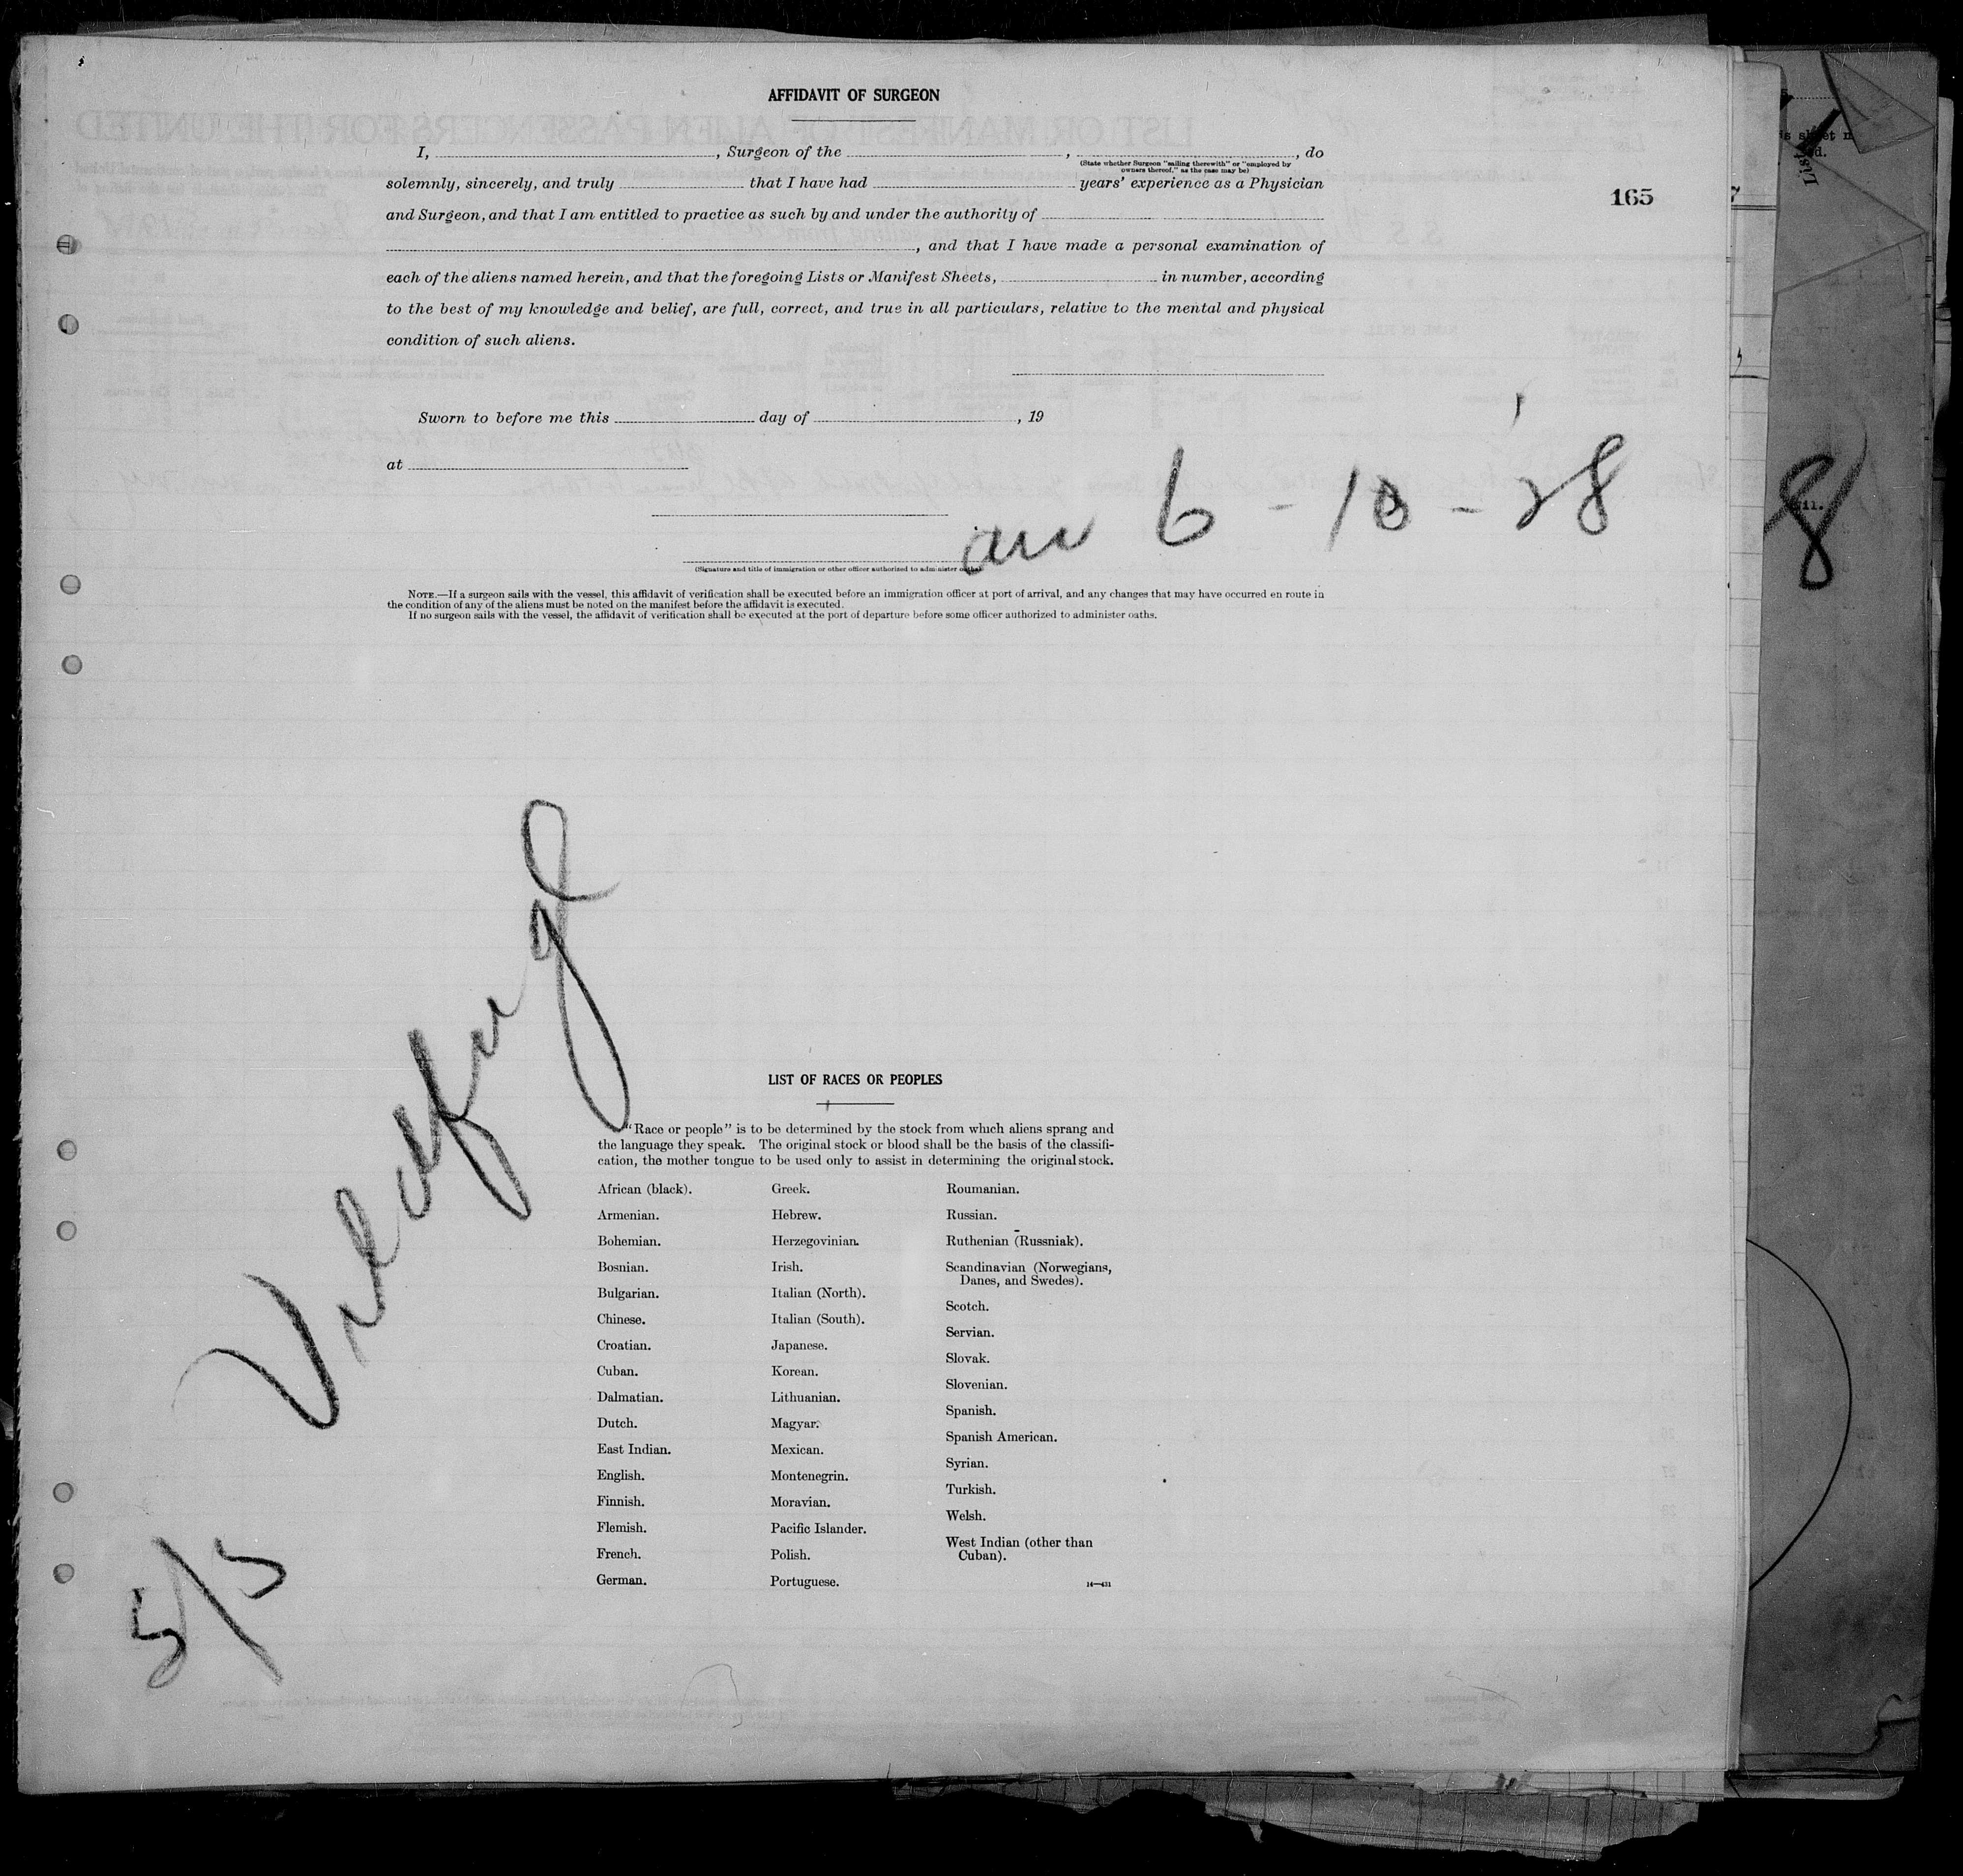 AFFIDAVIT OF SURGEON
I, , Surgeon of the , , do
(State whether Surgeon "sailing therewith" or "employed by
owners thereof," as the case may be)
solemnly, sincerely, and truly that I have had years' experience as a Physician
165
and Surgeon, and that I am entitled to practice as such by and under the authority of
, and that I have made a personal examination of
each of the aliens named herein, and that the foregoing Lists or Manifest Sheets, in number, according
to the best of my knowledge and belief, are full, correct, and true in all particulars, relative to the mental and physical
condition of such aliens.
Sworn to before me this day of , 19
at
arr 6 - 10 - 28
8
(Signature and title of immigration or other officer authorized to administer oaths)
NOTE.—If a surgeon sails with the vessel, this affidavit of verification shall be executed before an immigration officer at port of arrival, and any changes that may have occurred en route in
the condition of any of the aliens must be noted on the manifest before the affidavit is executed.
If no surgeon sails with the vessel, the affidavit of verification shall be executed at the port of departure before some officer authorized to administer oaths.
LIST OF RACES OR PEOPLES
"Race or people" is to be determined by the stock from which aliens sprang and
the language they speak. The original stock or blood shall be the basis of the classifi-
cation, the mother tongue to be used only to assist in determining the original stock.
African (black).
Armenian.
Bohemian.
Bosnian.
Bulgarian.
Chinese.
Croatian.
Cuban.
Dalmatian.
Dutch.
East Indian.
English.
Finnish.
Flemish.
French.
German.
Greek.
Hebrew.
Herzegovinian.
Irish.
Italian (North).
Italian (South).
Japanese.
Korean.
Lithuanian.
Magyar.
Mexican.
Montenegrin.
Moravian.
Pacific Islander.
Polish.
Portuguese.
Roumanian.
Russian.
Ruthenian (Russniak).
Scandinavian (Norwegians,
Danes, and Swedes).
Scotch.
Servian.
Slovak.
Slovenian.
Spanish.
Spanish American.
Syrian.
Turkish.
Welsh.
West Indian (other than
Cuban).
14—431
Vildfugl
5/5